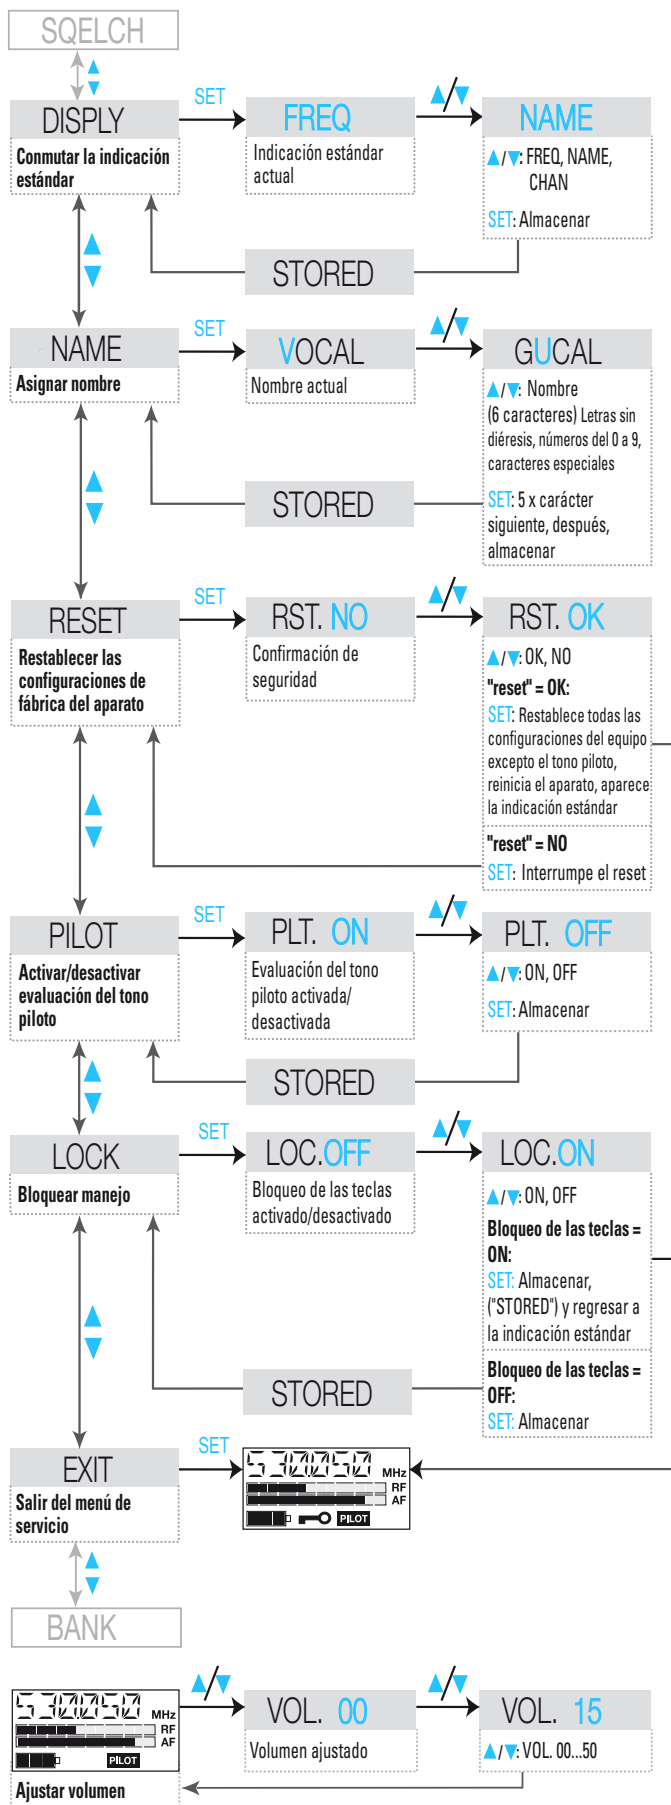 SQELCH
DISPLY
Conmutar la indicación
estándar
SET
FREQ
Indicación estándar
actual
▲/▼
NAME
▲/▼: FREQ, NAME,
CHAN
SET: Almacenar
STORED
NAME
Asignar nombre
SET
VOCAL
Nombre actual
▲/▼
GUCAL
▲/▼: Nombre
(6 caracteres) Letras sin
diéresis, números del 0 a 9,
caracteres especiales
SET: 5 x carácter
siguiente, después,
almacenar
STORED
RESET
Restablecer las
configuraciones de
fábrica del aparato
SET
RST. NO
Confirmación de
seguridad
▲/▼
RST. OK
▲/▼: OK, NO
"reset" = OK:
SET: Restablece todas las
configuraciones del equipo
excepto el tono piloto,
reinicia el aparato, aparece
la indicación estándar
"reset" = NO
SET: Interrumpe el reset
PILOT
Activar/desactivar
evaluación del tono
piloto
SET
PLT. ON
Evaluación del tono
piloto activada/
desactivada
▲/▼
PLT. OFF
▲/▼: ON, OFF
SET: Almacenar
STORED
LOCK
Bloquear manejo
SET
LOC.OFF
Bloqueo de las teclas
activado/desactivado
▲/▼
LOC.ON
▲/▼: ON, OFF
Bloqueo de las teclas =
ON:
SET: Almacenar,
("STORED") y regresar a
la indicación estándar
Bloqueo de las teclas =
OFF:
SET: Almacenar
STORED
EXIT
Salir del menú de
servicio
SET
530.050 MHz
RF
AF
PILOT
BANK
530.050 MHz
RF
AF
PILOT
Ajustar volumen
▲/▼
VOL. 00
Volumen ajustado
▲/▼
VOL. 15
▲/▼: VOL. 00...50